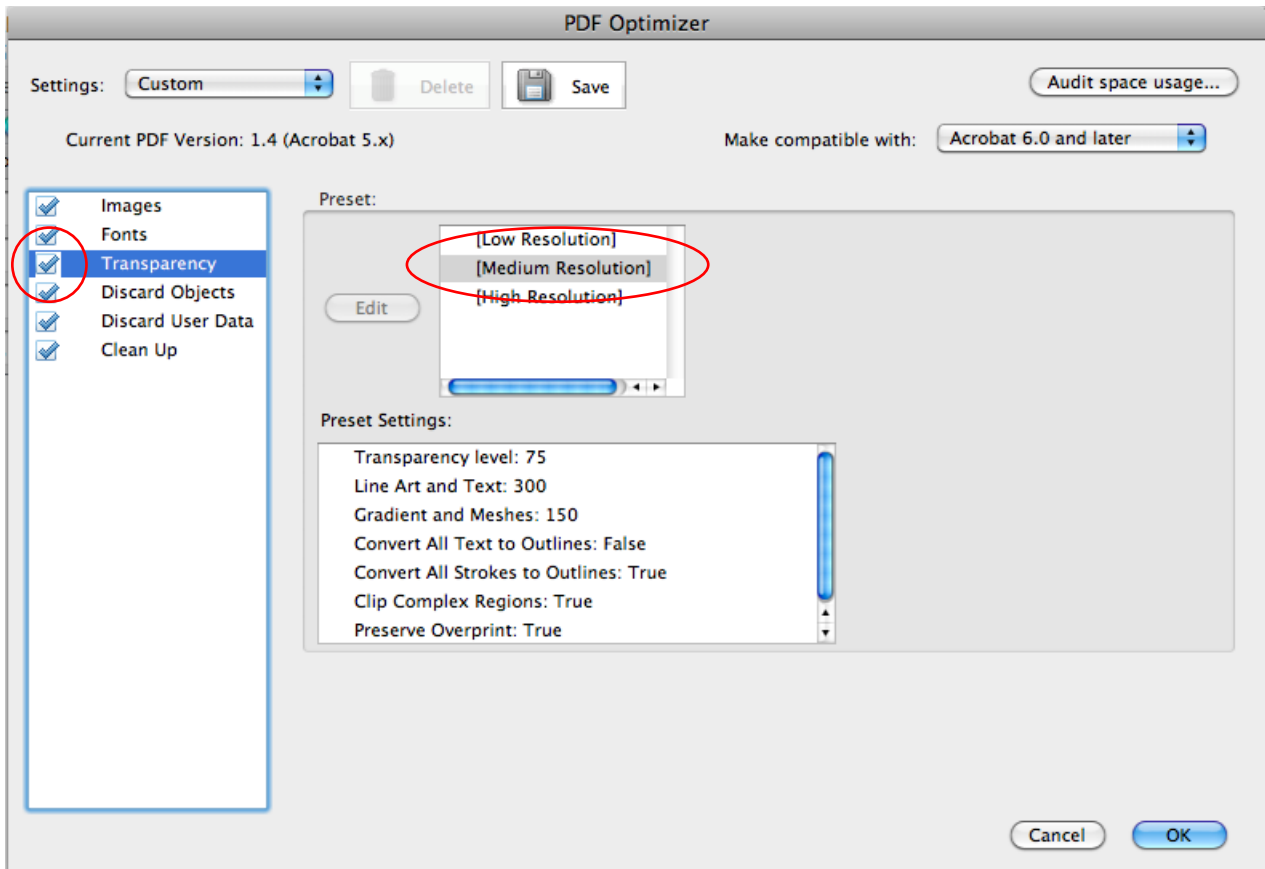 PDF Optimizer
Settings: Custom Delete Save Audit space usage...
Current PDF Version: 1.4 (Acrobat 5.x) Make compatible with: Acrobat 6.0 and later
Images
Fonts
Transparency
Discard Objects
Discard User Data
Clean Up
Preset:
[Low Resolution]
[Medium Resolution]
[High Resolution]
Edit
Preset Settings:
Transparency level: 75
Line Art and Text: 300
Gradient and Meshes: 150
Convert All Text to Outlines: False
Convert All Strokes to Outlines: True
Clip Complex Regions: True
Preserve Overprint: True
Cancel OK